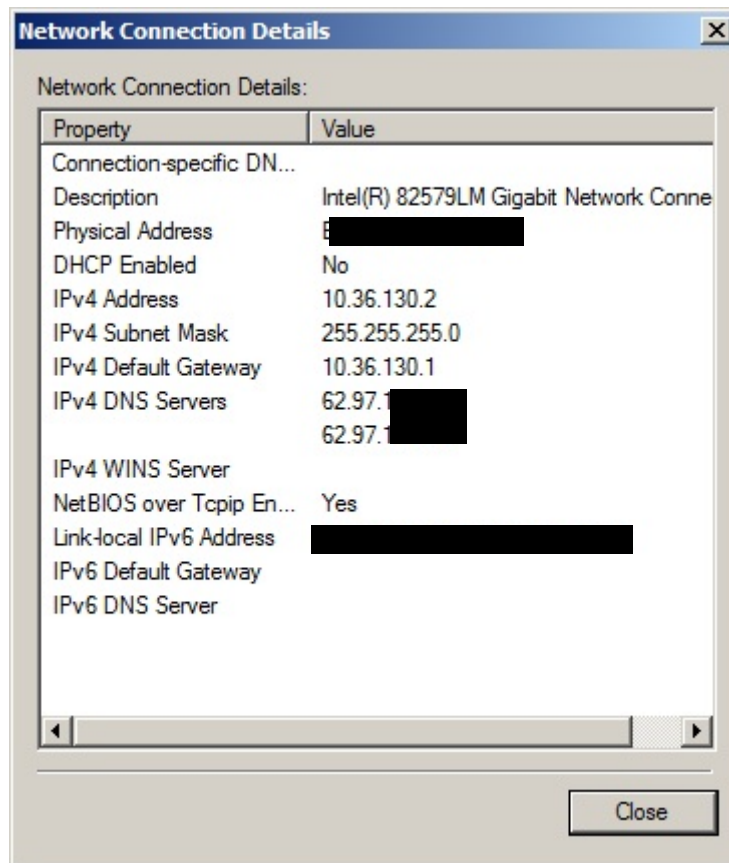 Network Connection Details
Network Connection Details:
Property Value
Connection-specific DN...
Description Intel(R) 82579LM Gigabit Network Conne
Physical Address
DHCP Enabled No
IPv4 Address 10.36.130.2
IPv4 Subnet Mask 255.255.255.0
IPv4 Default Gateway 10.36.130.1
IPv4 DNS Servers 62.97.1
62.97.1
IPv4 WINS Server
NetBIOS over Tcpip En... Yes
Link-local IPv6 Address
IPv6 Default Gateway
IPv6 DNS Server
Close